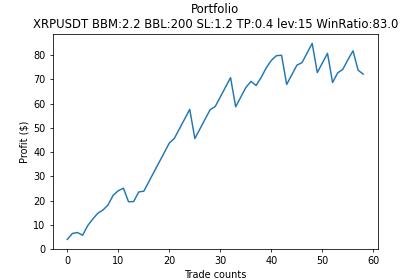 Portfolio
XRPUSDT BBM:2.2 BBL:200 SL:1.2 TP:0.4 lev:15 WinRatio:83.0
Profit ($)
80
70
60
50
40
30
20
10
0
0 10 20 30 40 50 60
Trade counts